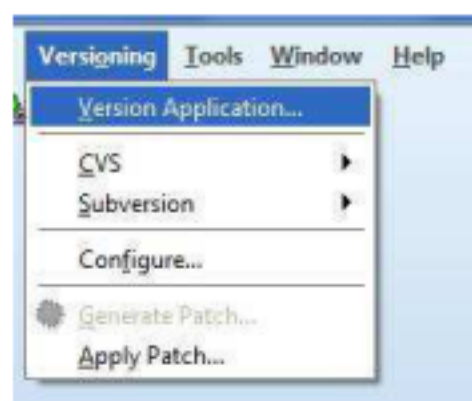 Versioning Tools Window Help
Version Application...
CVS
Subversion
Configure...
Generate Patch...
Apply Patch...